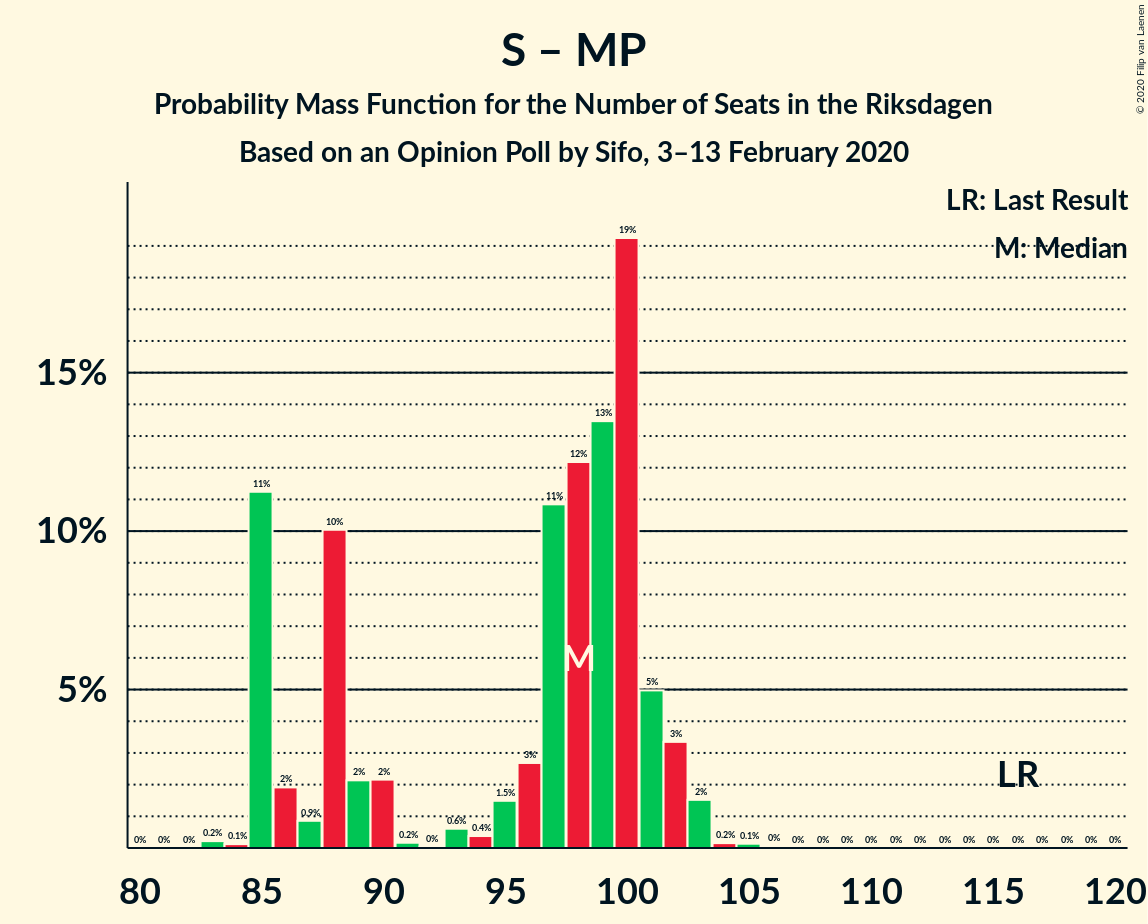 © 2020 Filip van Laenen
S – MP
Probability Mass Function for the Number of Seats in the Riksdagen
Based on an Opinion Poll by Sifo, 3–13 February 2020
LR: Last Result
M: Median
15%
10%
5%
0% 0% 0% 0.2% 0.1% 11% 2% 0.9% 10% 2% 2% 0.2% 0% 0.6% 0.4% 1.5% 3% 11% 12% 13% 19% 5% 3% 2% 0.2% 0.1% 0% 0% 0% 0% 0% 0% 0% 0% 0% 0% 0% 0% 0% 0% 0%
M
LR
80 85 90 95 100 105 110 115 120